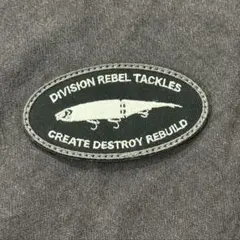 DIVISION REBEL TACKLES
CREATE DESTROY REBUILD